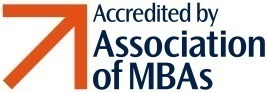 Accredited by
Association
of MBAs